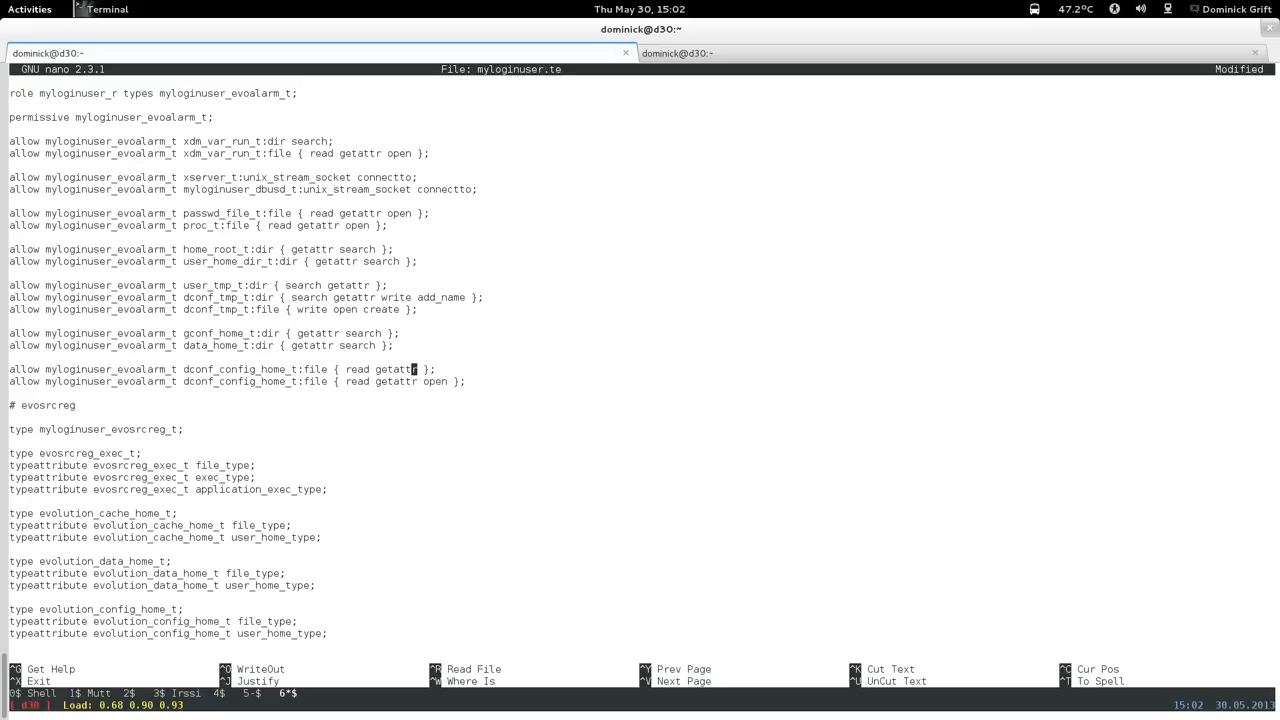 Activities Terminal Thu May 30, 15:02 47.2°C Dominick Grift
dominick@d30:~
dominick@d30:~ × dominick@d30:~ ×
GNU nano 2.3.1 File: myloginuser.te Modified
role myloginuser_r types myloginuser_evoalarm_t;
permissive myloginuser_evoalarm_t;
allow myloginuser_evoalarm_t xdm_var_run_t:dir search;
allow myloginuser_evoalarm_t xdm_var_run_t:file { read getattr open };
allow myloginuser_evoalarm_t xserver_t:unix_stream_socket connectto;
allow myloginuser_evoalarm_t myloginuser_dbusd_t:unix_stream_socket connectto;
allow myloginuser_evoalarm_t passwd_file_t:file { read getattr open };
allow myloginuser_evoalarm_t proc_t:file { read getattr open };
allow myloginuser_evoalarm_t home_root_t:dir { getattr search };
allow myloginuser_evoalarm_t user_home_dir_t:dir { getattr search };
allow myloginuser_evoalarm_t user_tmp_t:dir { search getattr };
allow myloginuser_evoalarm_t dconf_tmp_t:dir { search getattr write add_name };
allow myloginuser_evoalarm_t dconf_tmp_t:file { write open create };
allow myloginuser_evoalarm_t gconf_home_t:dir { getattr search };
allow myloginuser_evoalarm_t data_home_t:dir { getattr search };
allow myloginuser_evoalarm_t dconf_config_home_t:file { read getattr };
allow myloginuser_evoalarm_t dconf_config_home_t:file { read getattr open };
# evosrcreg
type myloginuser_evosrcreg_t;
type evosrcreg_exec_t;
typeattribute evosrcreg_exec_t file_type;
typeattribute evosrcreg_exec_t exec_type;
typeattribute evosrcreg_exec_t application_exec_type;
type evolution_cache_home_t;
typeattribute evolution_cache_home_t file_type;
typeattribute evolution_cache_home_t user_home_type;
type evolution_data_home_t;
typeattribute evolution_data_home_t file_type;
typeattribute evolution_data_home_t user_home_type;
type evolution_config_home_t;
typeattribute evolution_config_home_t file_type;
typeattribute evolution_config_home_t user_home_type;
^G Get Help ^O WriteOut ^R Read File ^Y Prev Page ^K Cut Text ^C Cur Pos
^X Exit ^J Justify ^W Where Is ^V Next Page ^U UnCut Text ^T To Spell
0$ Shell 1$ Mutt 2$ 3$ Irssi 4$ 5-$ 6*$
[ d30 ] Load: 0.68 0.90 0.93 15:02 30.05.2013